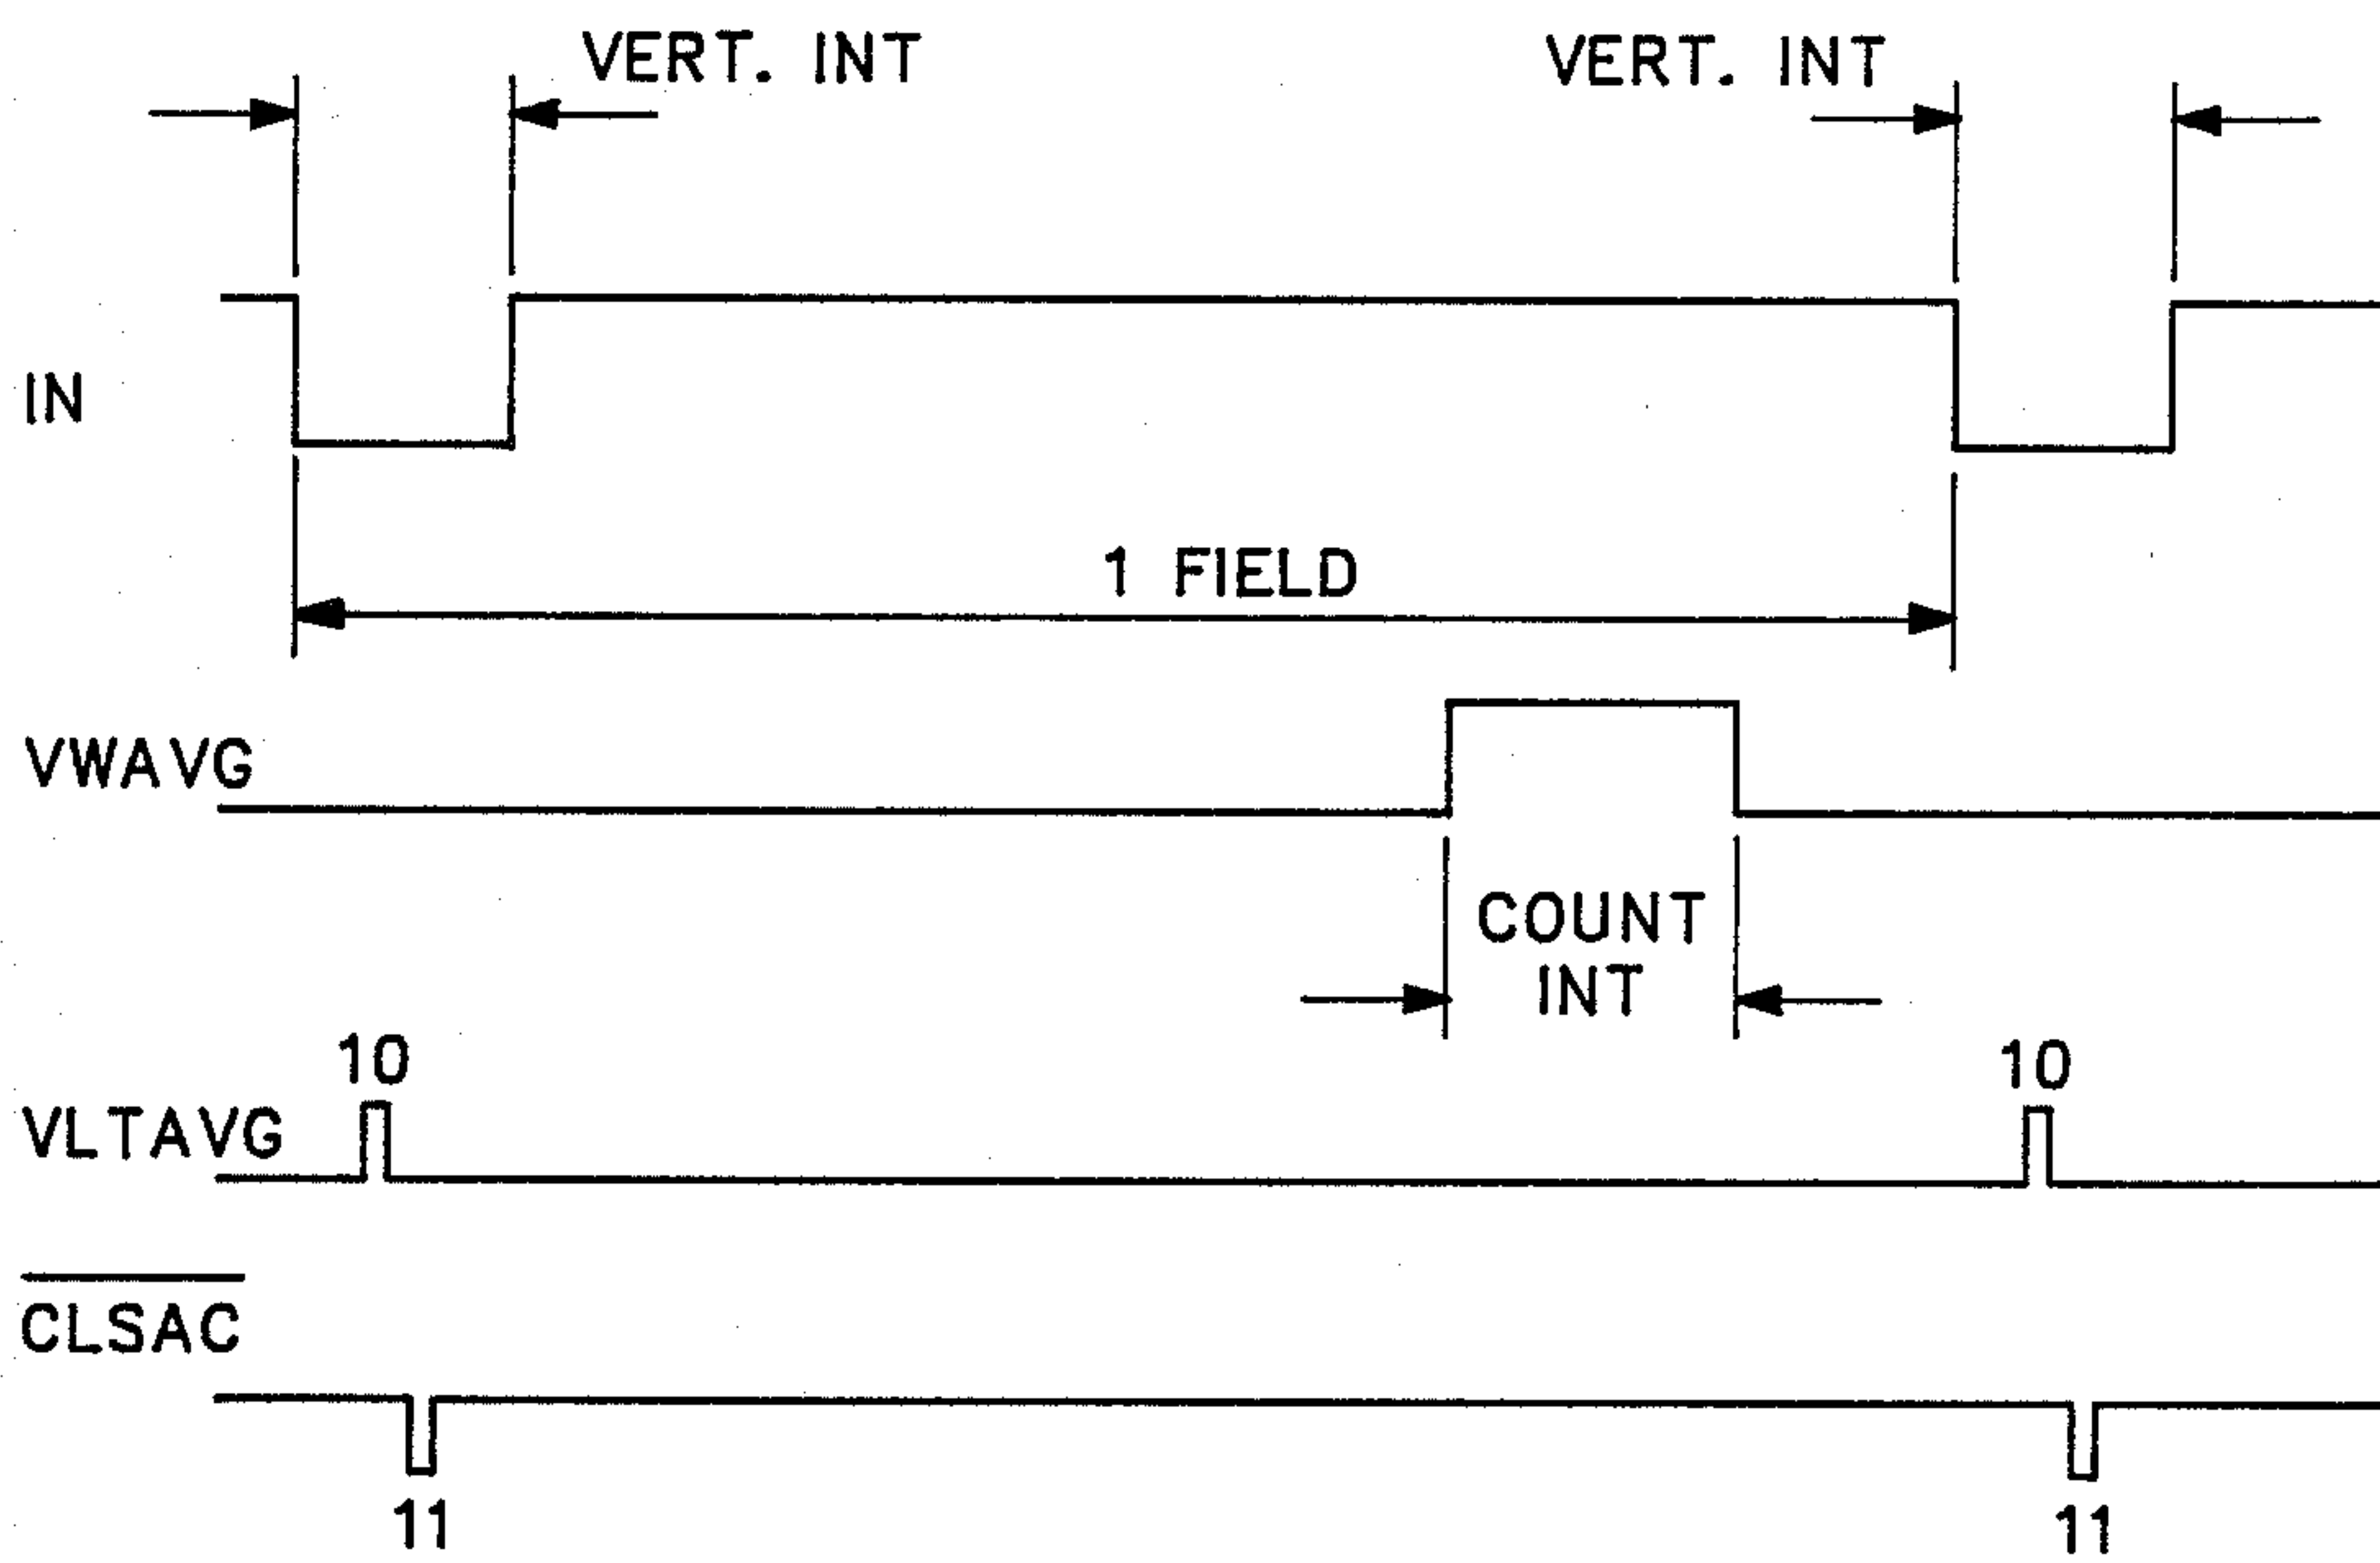 VERT. INT
VERT. INT
IN
1 FIELD
VWAVG
COUNT
INT
10
10
VLTAVG
CLSAC
11
11